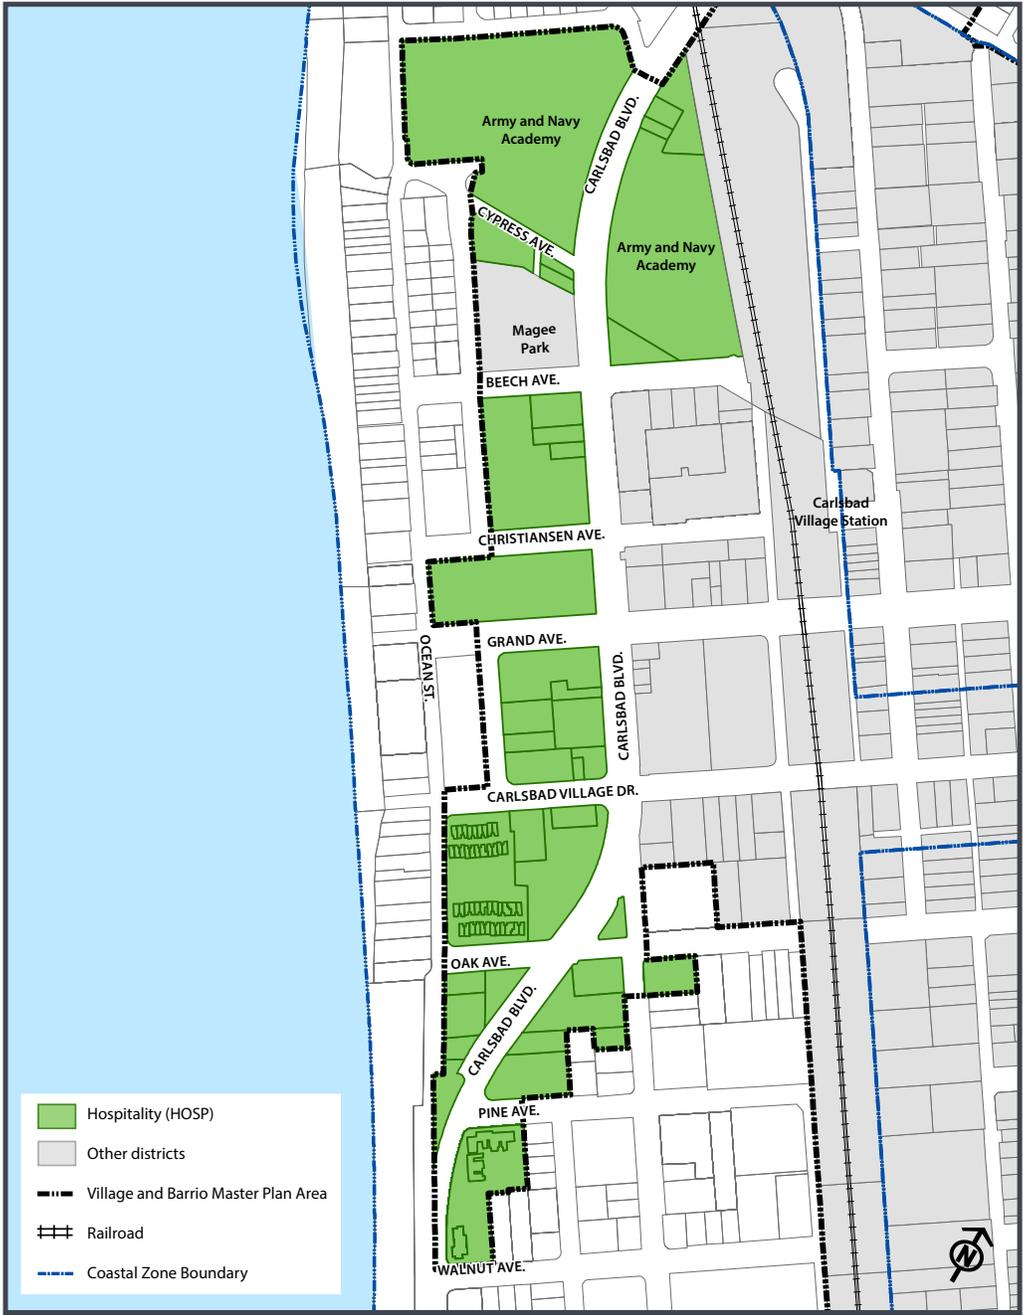 Army and Navy
Academy
CARLSBAD BLVD.
CYPRESS AVE.
Army and Navy
Academy
Magee
Park
BEECH AVE.
Carlsbad
Village Station
CHRISTIANSEN AVE.
OCEAN ST.
GRAND AVE.
CARLSBAD BLVD.
CARLSBAD VILLAGE DR.
OAK AVE.
CARLSBAD BLVD.
PINE AVE.
WALNUT AVE.
Hospitality (HOSP)
Other districts
Village and Barrio Master Plan Area
Railroad
Coastal Zone Boundary
N